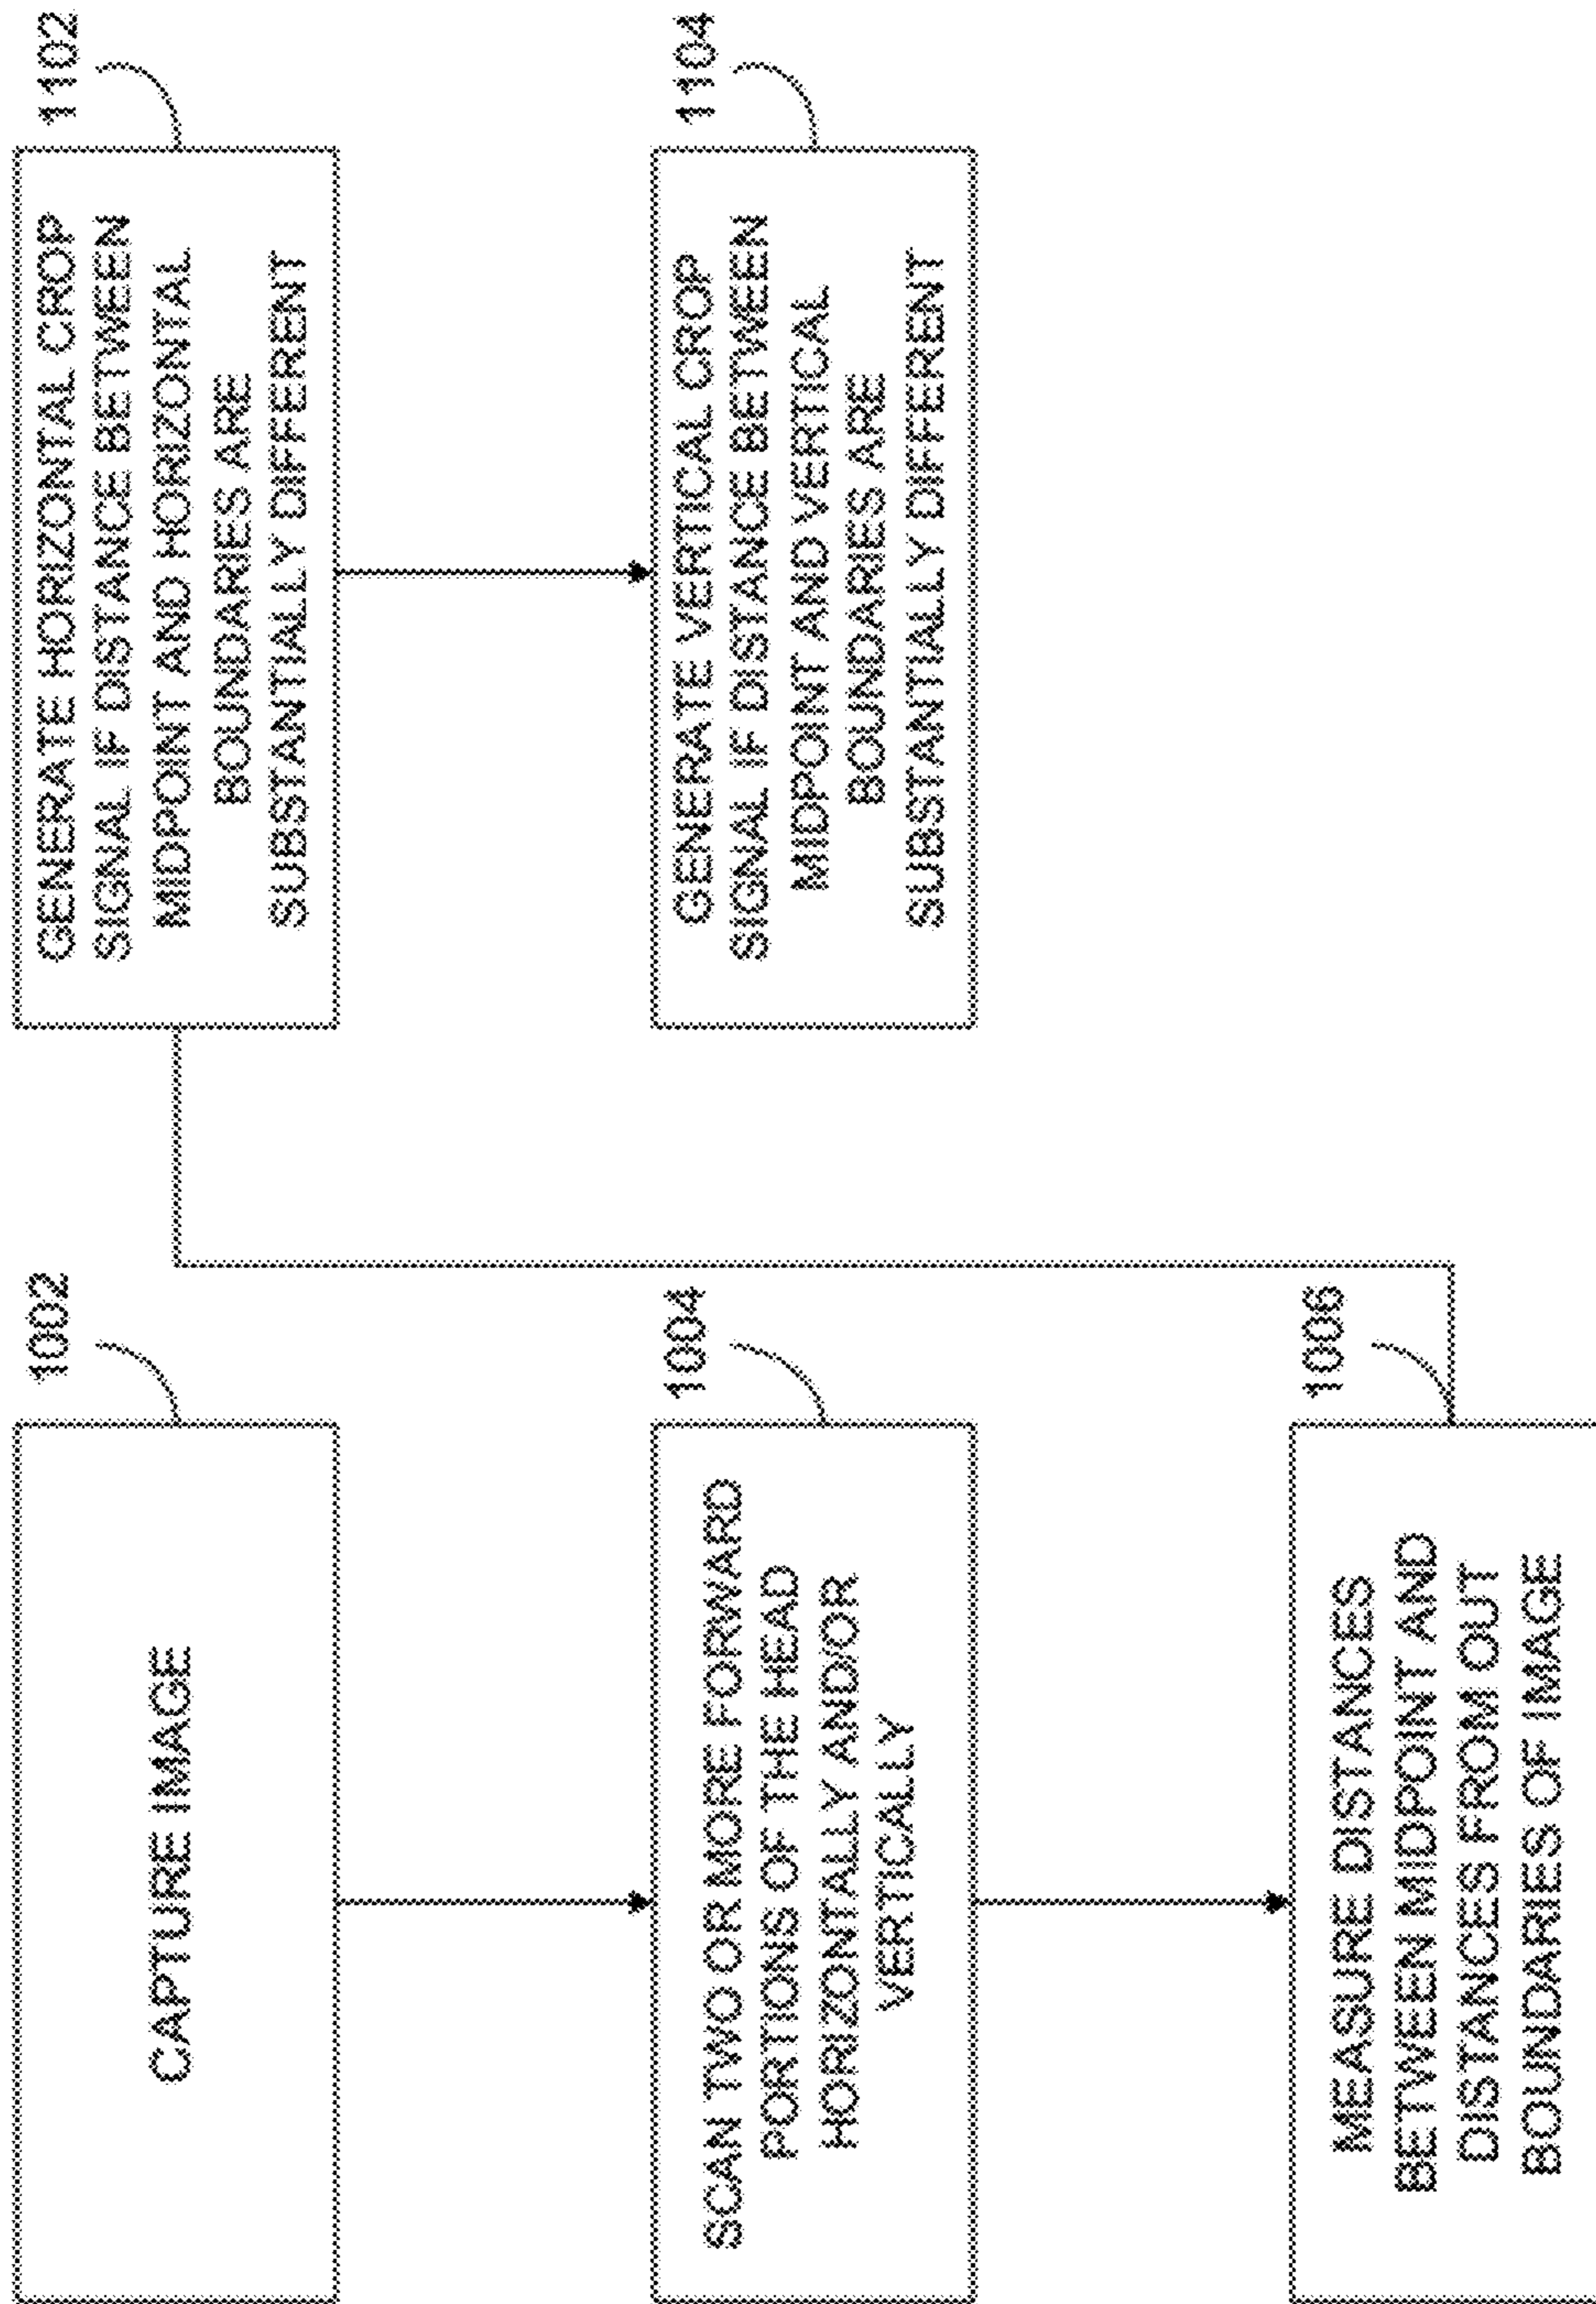 1002
CAPTURE IMAGE
1004
SCAN TWO OR MORE FORWARD
PORTIONS OF THE HEAD
HORIZONTALLY AND/OR
VERTICALLY
1006
MEASURE DISTANCES
BETWEEN MIDPOINT AND
DISTANCES FROM OUT
BOUNDARIES OF IMAGE
1102
GENERATE HORIZONTAL CROP
SIGNAL IF DISTANCE BETWEEN
MIDPOINT AND HORIZONTAL
BOUNDARIES ARE
SUBSTANTIALLY DIFFERENT
1104
GENERATE VERTICAL CROP
SIGNAL IF DISTANCE BETWEEN
MIDPOINT AND VERTICAL
BOUNDARIES ARE
SUBSTANTIALLY DIFFERENT